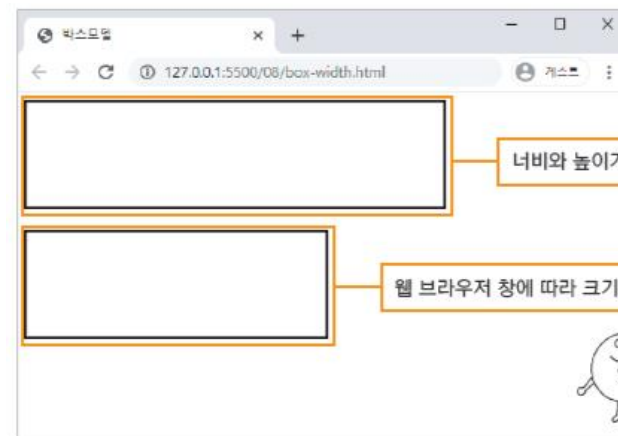 박스모델
127.0.0.1:5500/08/box-width.html
게스트
너비와 높이가
웹 브라우저 창에 따라 크기